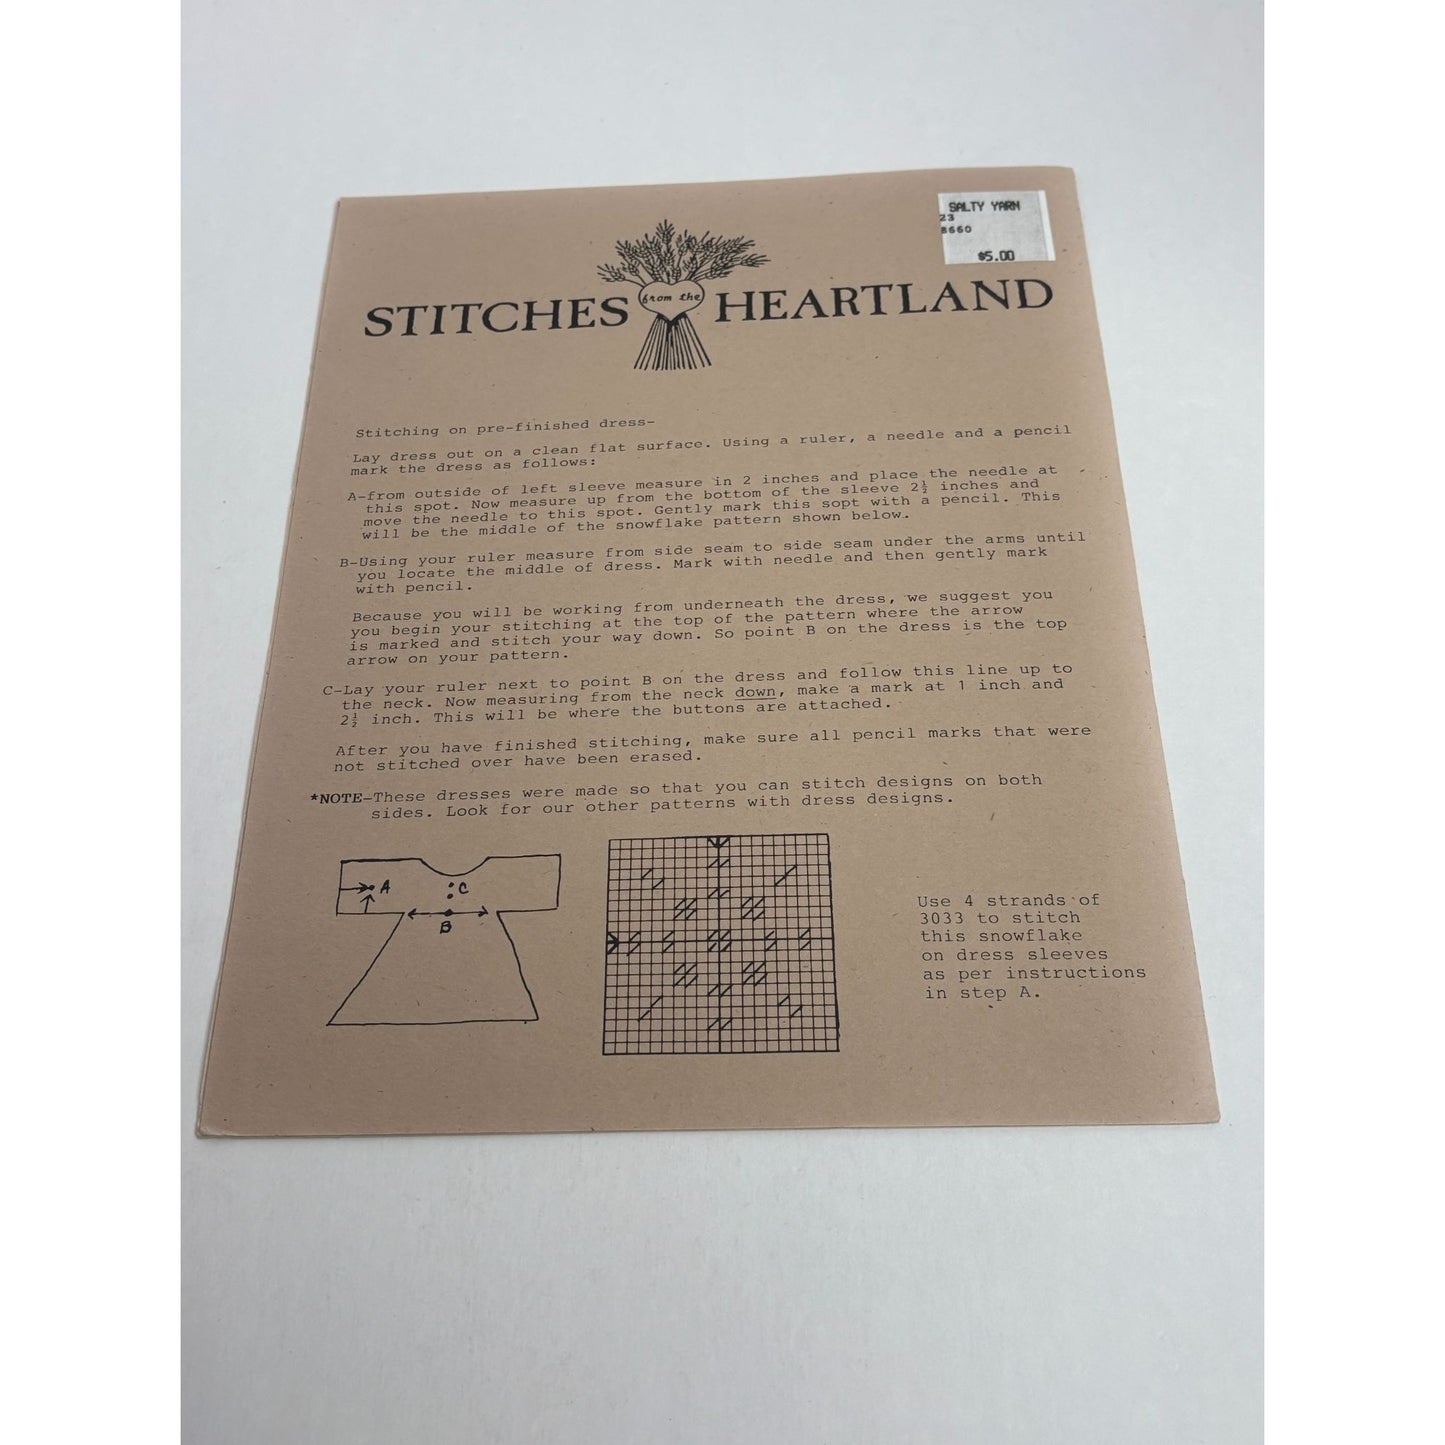 SALTY YARN
23
8660
$5.00
STITCHES from the HEARTLAND
Stitching on pre-finished dress-
Lay dress out on a clean flat surface. Using a ruler, a needle and a pencil
mark the dress as follows:
A-from outside of left sleeve measure in 2 inches and place the needle at
this spot. Now measure up from the bottom of the sleeve 2½ inches and
move the needle to this spot. Gently mark this sopt with a pencil. This
will be the middle of the snowflake pattern shown below.
B-Using your ruler measure from side seam to side seam under the arms until
you locate the middle of dress. Mark with needle and then gently mark
with pencil.
Because you will be working from underneath the dress, we suggest you
you begin your stitching at the top of the pattern where the arrow
is marked and stitch your way down. So point B on the dress is the top
arrow on your pattern.
C-Lay your ruler next to point B on the dress and follow this line up to
the neck. Now measuring from the neck down, make a mark at 1 inch and
2½ inch. This will be where the buttons are attached.
After you have finished stitching, make sure all pencil marks that were
not stitched over have been erased.
*NOTE-These dresses were made so that you can stitch designs on both
sides. Look for our other patterns with dress designs.
A
C
B
Use 4 strands of
3033 to stitch
this snowflake
on dress sleeves
as per instructions
in step A.